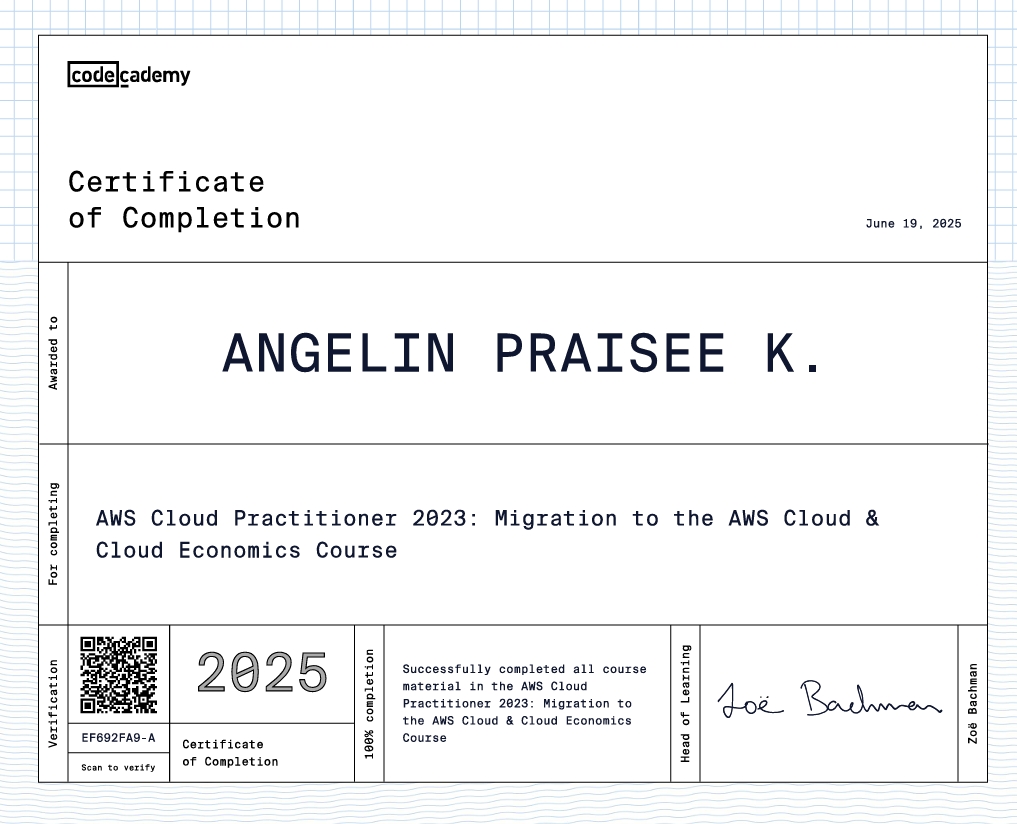 codecademy
Certificate
of Completion
June 19, 2025
Awarded to
ANGELIN PRAISEE K.
For completing
AWS Cloud Practitioner 2023: Migration to the AWS Cloud &
Cloud Economics Course
Verification
EF692FA9-A
Scan to verify
2025
Certificate
of Completion
100% completion
Successfully completed all course
material in the AWS Cloud
Practitioner 2023: Migration to
the AWS Cloud & Cloud Economics
Course
Head of Learning
Zoë Bachman
Zoë Bachman